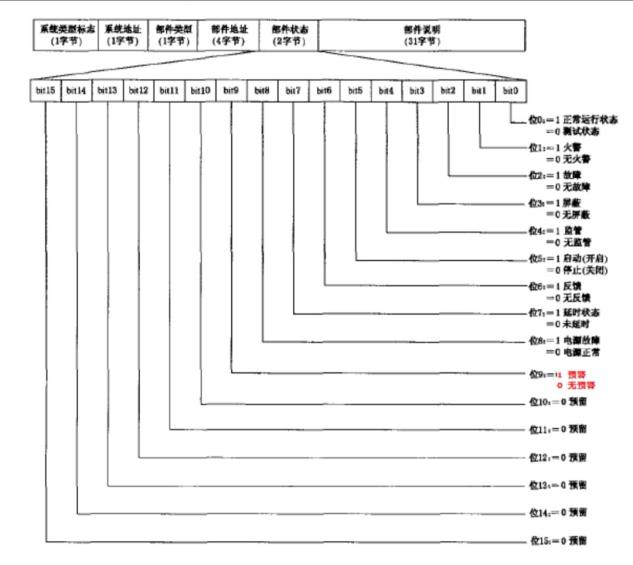 系统类型标志 系统地址 部件类型 部件地址 部件状态 部件说明
(1字节) (1字节) (1字节) (4字节) (2字节) (31字节)
bit15 bit14 bit13 bit12 bit11 bit10 bit9 bit8 bit7 bit6 bit5 bit4 bit3 bit2 bit1 bit0
位0:=1 正常运行状态
=0 测试状态
位1:=1 火警
=0 无火警
位2:=1 故障
=0 无故障
位3:=1 屏蔽
=0 无屏蔽
位4:=1 监管
=0 无监管
位5:=1 启动(开启)
=0 停止(关闭)
位6:=1 反馈
=0 无反馈
位7:=1 延时状态
=0 未延时
位8:=1 电源故障
=0 电源正常
位9:=1 预警
0 无预警
位10:=0 预留
位11:=0 预留
位12:=0 预留
位13:=0 预留
位14:=0 预留
位15:=0 预留